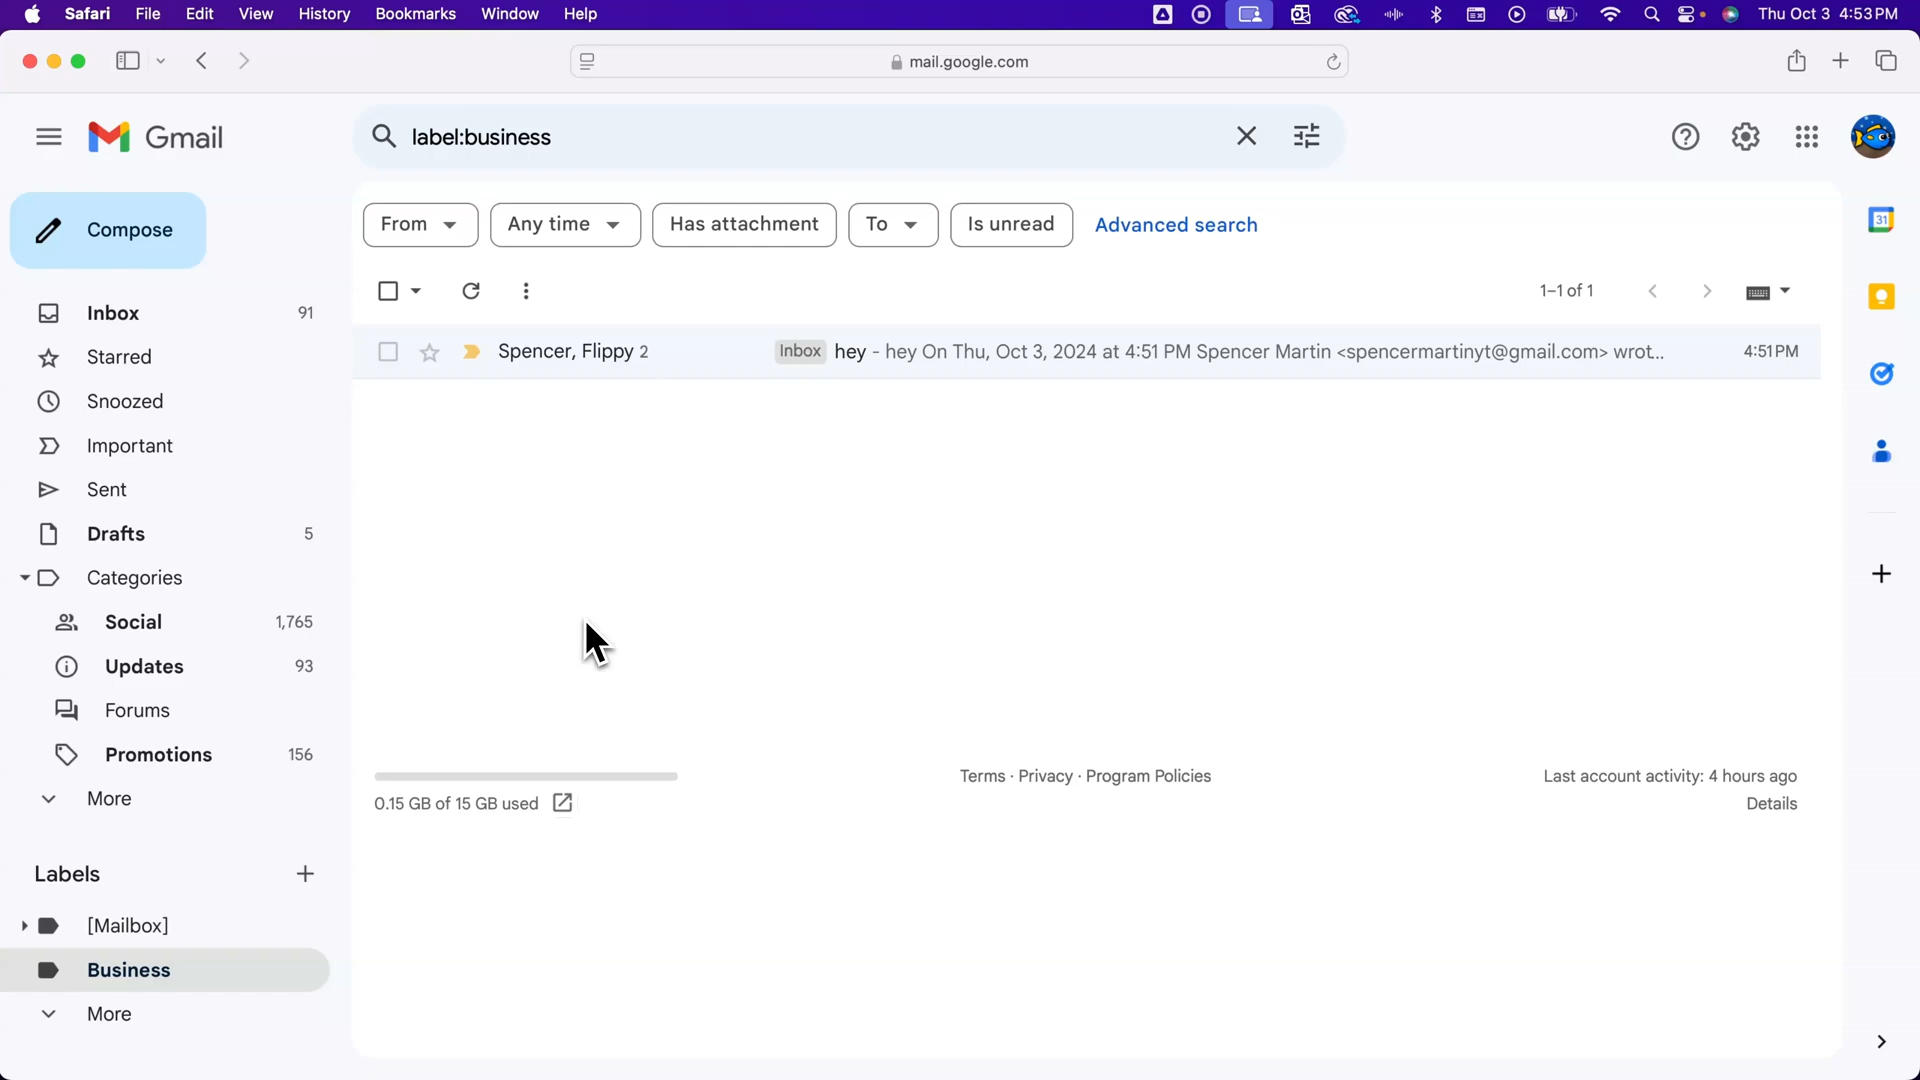 Safari File Edit View History Bookmarks Window Help Thu Oct 3 4:53 PM
mail.google.com
Gmail label:business
Compose
From Any time Has attachment To Is unread Advanced search
1–1 of 1
Spencer, Flippy 2 Inbox hey - hey On Thu, Oct 3, 2024 at 4:51 PM Spencer Martin <spencermartinyt@gmail.com> wrot... 4:51 PM
Inbox 91
Starred
Snoozed
Important
Sent
Drafts 5
Categories
Social 1,765
Updates 93
Forums
Promotions 156
More
Terms · Privacy · Program Policies
Last account activity: 4 hours ago
0.15 GB of 15 GB used
Details
Labels
[Mailbox]
Business
More
31